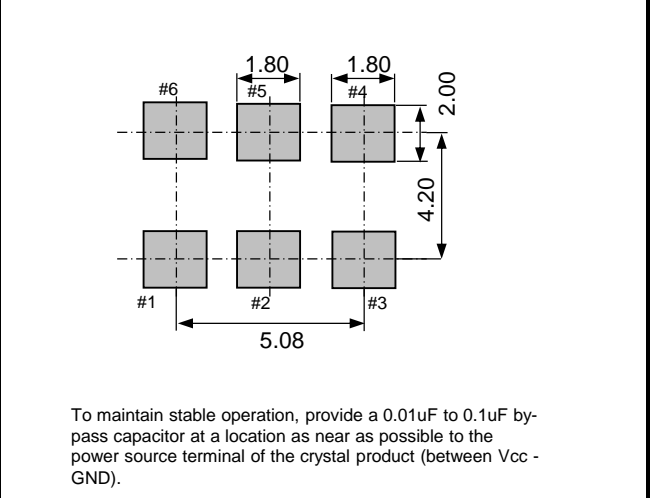 1.80 1.80
#6 #5 #4
2.00
4.20
#1 #2 #3
5.08
To maintain stable operation, provide a 0.01uF to 0.1uF by-
pass capacitor at a location as near as possible to the
power source terminal of the crystal product (between Vcc -
GND).